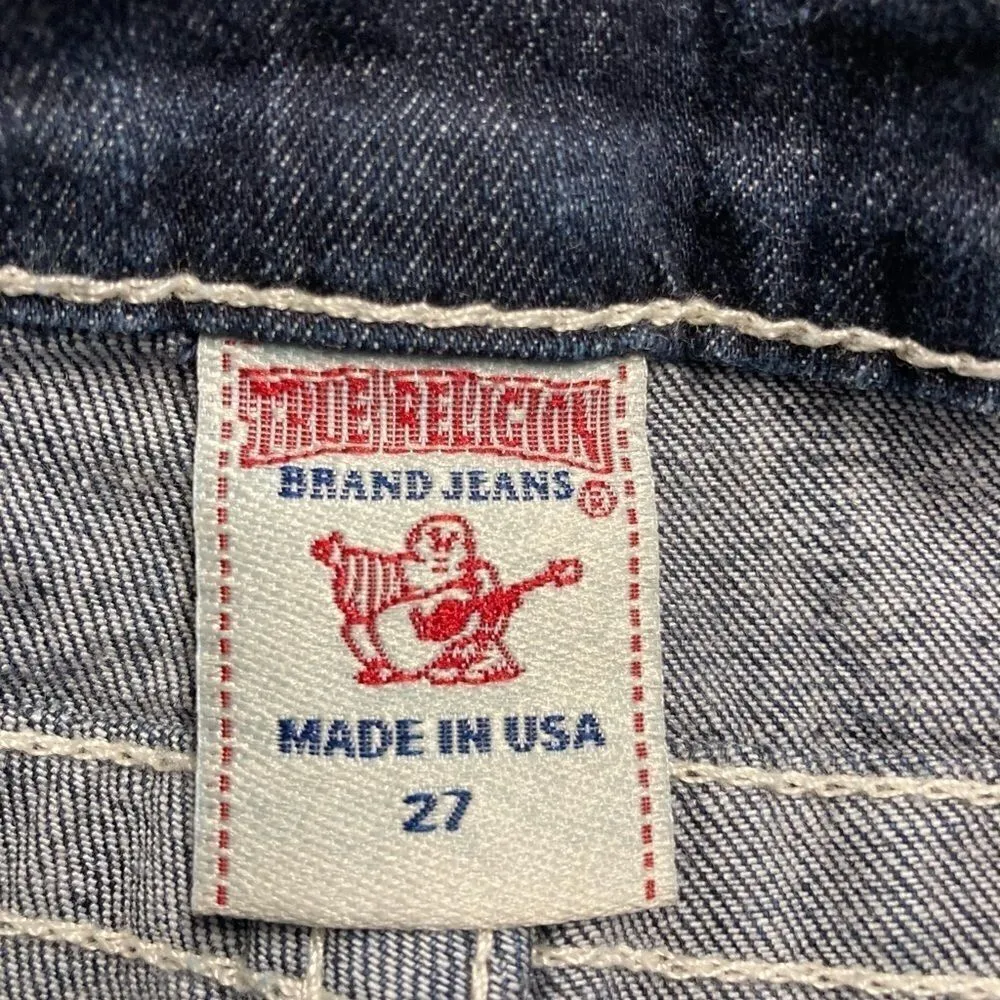 TRUE RELIGION
BRAND JEANS®
MADE IN USA
27